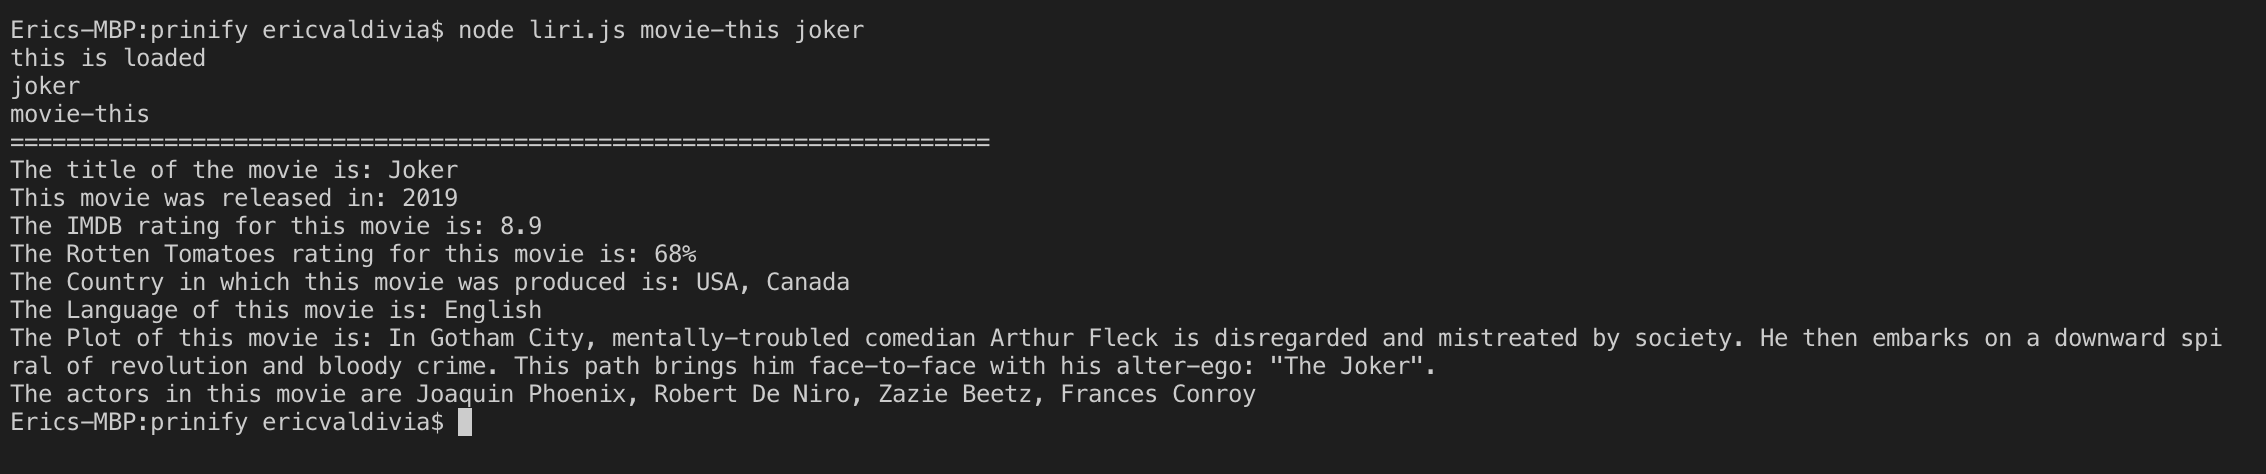 Erics-MBP:prinify ericvaldivia$ node liri.js movie-this joker
this is loaded
joker
movie-this
======================================================================
The title of the movie is: Joker
This movie was released in: 2019
The IMDB rating for this movie is: 8.9
The Rotten Tomatoes rating for this movie is: 68%
The Country in which this movie was produced is: USA, Canada
The Language of this movie is: English
The Plot of this movie is: In Gotham City, mentally-troubled comedian Arthur Fleck is disregarded and mistreated by society. He then embarks on a downward spi
ral of revolution and bloody crime. This path brings him face-to-face with his alter-ego: "The Joker".
The actors in this movie are Joaquin Phoenix, Robert De Niro, Zazie Beetz, Frances Conroy
Erics-MBP:prinify ericvaldivia$